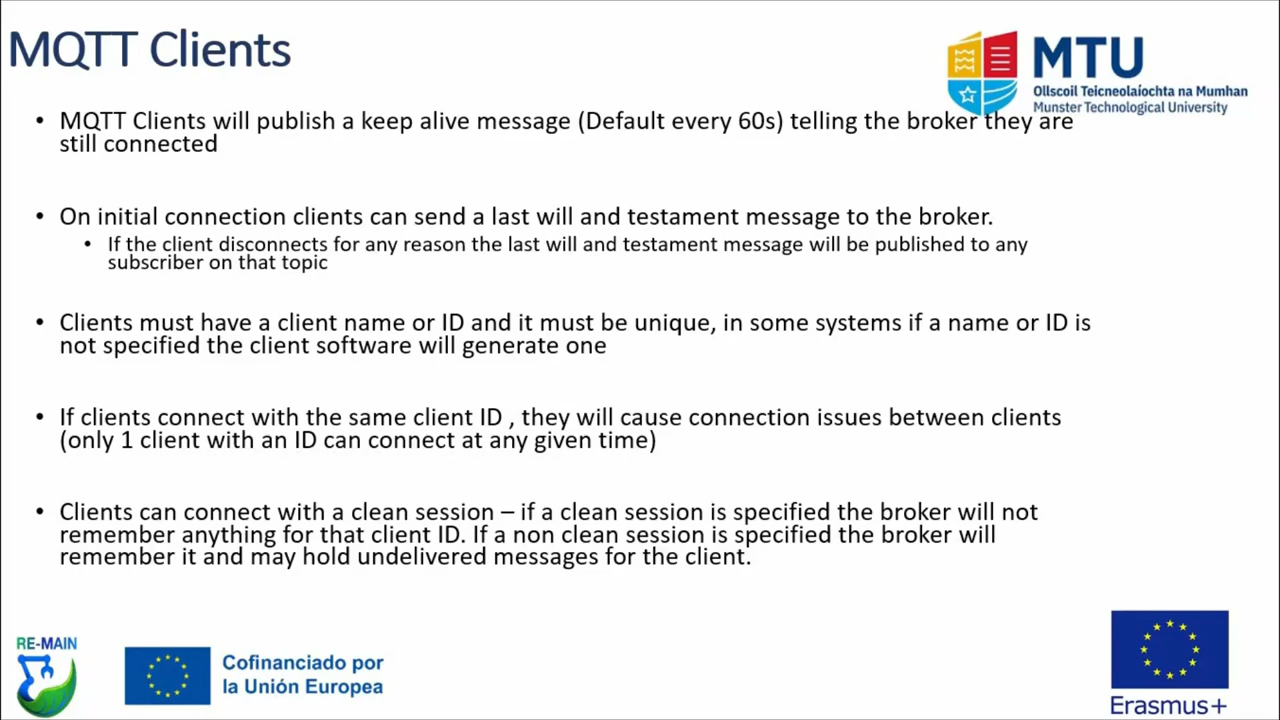 MQTT Clients
MTU
Ollscoil Teicneolaíochta na Mumhan
Munster Technological University
• MQTT Clients will publish a keep alive message (Default every 60s) telling the broker they are
still connected
• On initial connection clients can send a last will and testament message to the broker.
• If the client disconnects for any reason the last will and testament message will be published to any
subscriber on that topic
• Clients must have a client name or ID and it must be unique, in some systems if a name or ID is
not specified the client software will generate one
• If clients connect with the same client ID , they will cause connection issues between clients
(only 1 client with an ID can connect at any given time)
• Clients can connect with a clean session – if a clean session is specified the broker will not
remember anything for that client ID. If a non clean session is specified the broker will
remember it and may hold undelivered messages for the client.
RE-MAIN
Cofinanciado por
la Unión Europea
Erasmus+